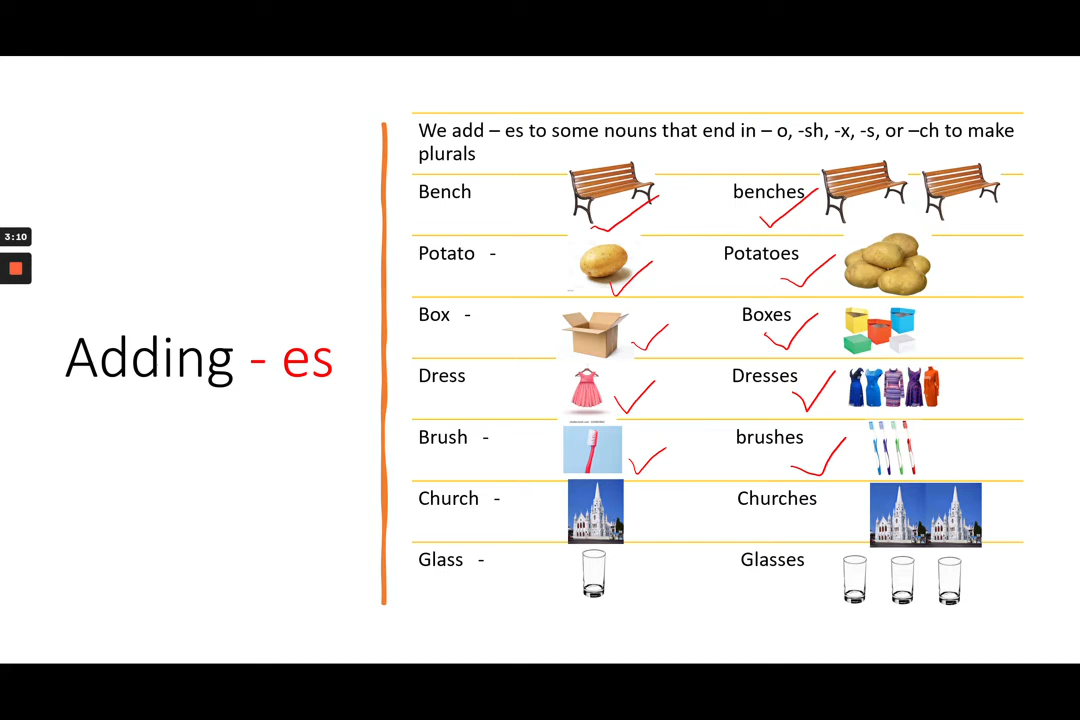 We add – es to some nouns that end in – o, -sh, -x, -s, or –ch to make
plurals
Bench benches
3:10
Potato - Potatoes
Box - Boxes
Adding - es
Dress Dresses
Brush - brushes
Church - Churches
Glass - Glasses